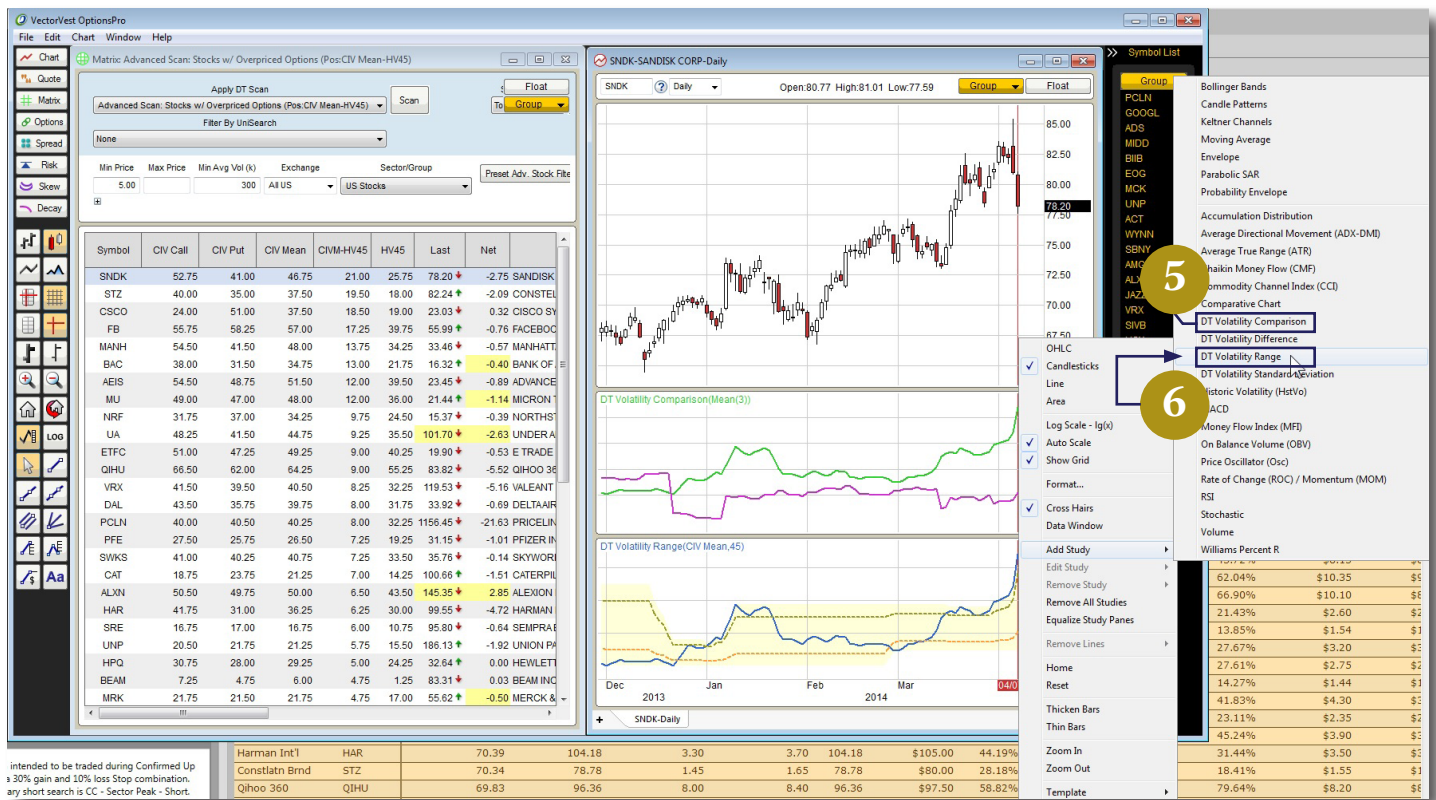 VectorVest OptionsPro
File Edit Chart Window Help
Chart
Quote
Matrix
Options
Spread
Risk
Skew
Decay
LOG
Aa
Matrix: Advanced Scan: Stocks w/ Overpriced Options (Pos:CIV Mean-HV45)
Apply DT Scan
Advanced Scan: Stocks w/ Overpriced Options (Pos:CIV Mean-HV45)
Scan
Float
To Group
Filter By UniSearch
None
Min Price Max Price Min Avg Vol (k) Exchange Sector/Group
5.00 300 All US US Stocks
Preset Adv. Stock Filte
Symbol CIV Call CIV Put CIV Mean CIVM-HV45 HV45 Last Net
SNDK 52.75 41.00 46.75 21.00 25.75 78.20 -2.75 SANDISK
STZ 40.00 35.00 37.50 19.50 18.00 82.24 -2.09 CONSTEL
CSCO 24.00 51.00 37.50 18.50 19.00 23.03 0.32 CISCO SY
FB 55.75 58.25 57.00 17.25 39.75 55.99 -0.76 FACEBOC
MANH 54.50 41.50 48.00 13.75 34.25 33.46 -0.57 MANHATT
BAC 38.00 31.50 34.75 13.00 21.75 16.32 -0.40 BANK OF
AEIS 54.50 48.75 51.50 12.00 39.50 23.45 -0.89 ADVANCE
MU 49.00 47.00 48.00 12.00 36.00 21.44 -1.14 MICRON
NRF 31.75 37.00 34.25 9.75 24.50 15.37 -0.39 NORTHS
UA 48.25 41.50 44.75 9.25 35.50 101.70 -2.63 UNDER A
ETFC 51.00 47.25 49.25 9.00 40.25 19.90 -0.53 E TRADE
QIHU 66.50 62.00 54.25 9.00 55.25 83.82 -5.52 QIHOO 36
VRX 41.50 39.50 40.50 8.25 32.25 119.53 -5.16 VALEANT
DAL 43.50 35.75 39.75 8.00 31.75 33.92 -0.69 DELTAAIR
PCLN 40.00 40.50 40.25 8.00 32.25 1156.45 -21.63 PRICELIN
PFE 27.50 25.75 26.50 7.25 19.25 31.15 -1.01 PFIZER IN
SWKS 41.00 40.25 40.75 7.25 33.50 35.76 -0.14 SKYWORI
CAT 18.75 23.75 21.25 7.00 14.25 100.66 -1.51 CATERPIL
ALXN 50.50 49.75 50.00 6.50 43.50 145.35 2.85 ALEXION
HAR 41.75 31.00 36.25 6.25 30.00 99.55 -4.72 HARMAN
SRE 16.75 17.00 16.75 6.00 10.75 95.80 -0.64 SEMPRAE
UNP 20.50 21.75 21.25 5.75 15.50 186.13 -1.92 UNION PA
HPQ 30.75 28.00 29.25 5.00 24.25 32.64 0.00 HEWLETT
BEAM 7.25 4.75 6.00 4.75 1.25 83.31 0.03 BEAM INC
MRK 21.75 21.50 21.75 4.75 17.00 55.62 -0.50 MERCK &
SNDK-SANDISK CORP-Daily
SNDK Daily Open:80.77 High:81.01 Low:77.59 Group Float
85.00
82.50
80.00
78.20
77.50
75.00
72.50
70.00
67.50
DT Volatility Comparison(Mean(3))
DT Volatility Range(CIV Mean,45)
Dec Jan Feb Mar 04/0
2013 2014
+ SNDK-Daily
Symbol List
Group
PCLN
GOOGL
ADS
MIDD
BIIB
EOG
MCK
UNP
ACT
WYNN
SBNY
AMG
ALX
JAZZ
VRX
SIVB
OHLC
Candlesticks
Line
Area
Log Scale - lg(x)
Auto Scale
Show Grid
Format...
Cross Hairs
Data Window
Add Study
Edit Study
Remove Study
Remove All Studies
Equalize Study Panes
Remove Lines
Home
Reset
Thicken Bars
Thin Bars
Zoom In
Zoom Out
Template
Bollinger Bands
Candle Patterns
Keltner Channels
Moving Average
Envelope
Parabolic SAR
Probability Envelope
Accumulation Distribution
Average Directional Movement (ADX-DMI)
Average True Range (ATR)
Chaikin Money Flow (CMF)
Commodity Channel Index (CCI)
Comparative Chart
DT Volatility Comparison
DT Volatility Difference
DT Volatility Range
DT Volatility Standard Deviation
Historic Volatility (HstVo)
MACD
Money Flow Index (MFI)
On Balance Volume (OBV)
Price Oscillator (Osc)
Rate of Change (ROC) / Momentum (MOM)
RSI
Stochastic
Volume
Williams Percent R
5
6
62.04% $10.35 $9
66.90% $10.10 $8
21.43% $2.60 $2
13.85% $1.54 $1
27.67% $3.20 $3
27.61% $2.75 $2
14.27% $1.44 $1
41.83% $4.30 $3
23.11% $2.35 $2
45.24% $3.90 $3
intended to be traded during Confirmed Up
a 30% gain and 10% loss Stop combination.
ary short search is CC - Sector Peak - Short.
Harman Int'l HAR 70.39 104.18 3.30 3.70 104.18 $105.00 44.19% 31.44% $3.50 $3
Constlatn Brnd STZ 70.34 78.78 1.45 1.65 78.78 $80.00 28.18% 18.41% $1.55 $1
Qihoo 360 QIHU 69.83 96.36 8.00 8.40 96.36 $97.50 58.82% 79.64% $8.20 $8